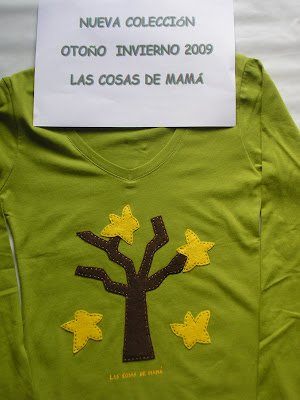 NUEVA COLECCIÓN
OTOÑO INVIERNO 2009
LAS COSAS DE MAMÁ
LAS COSAS DE MAMÁ